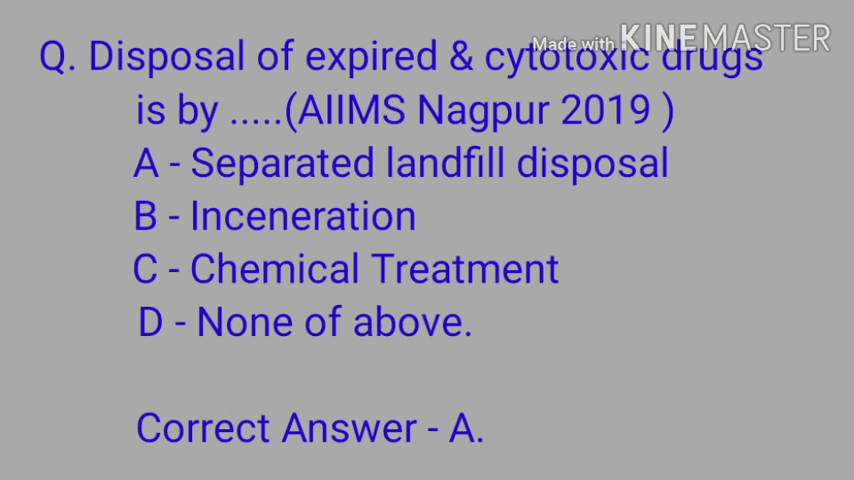 Made with KINEMASTER
Q. Disposal of expired & cytotoxic drugs
is by .....(AIIMS Nagpur 2019 )
A - Separated landfill disposal
B - Inceneration
C - Chemical Treatment
D - None of above.
Correct Answer - A.